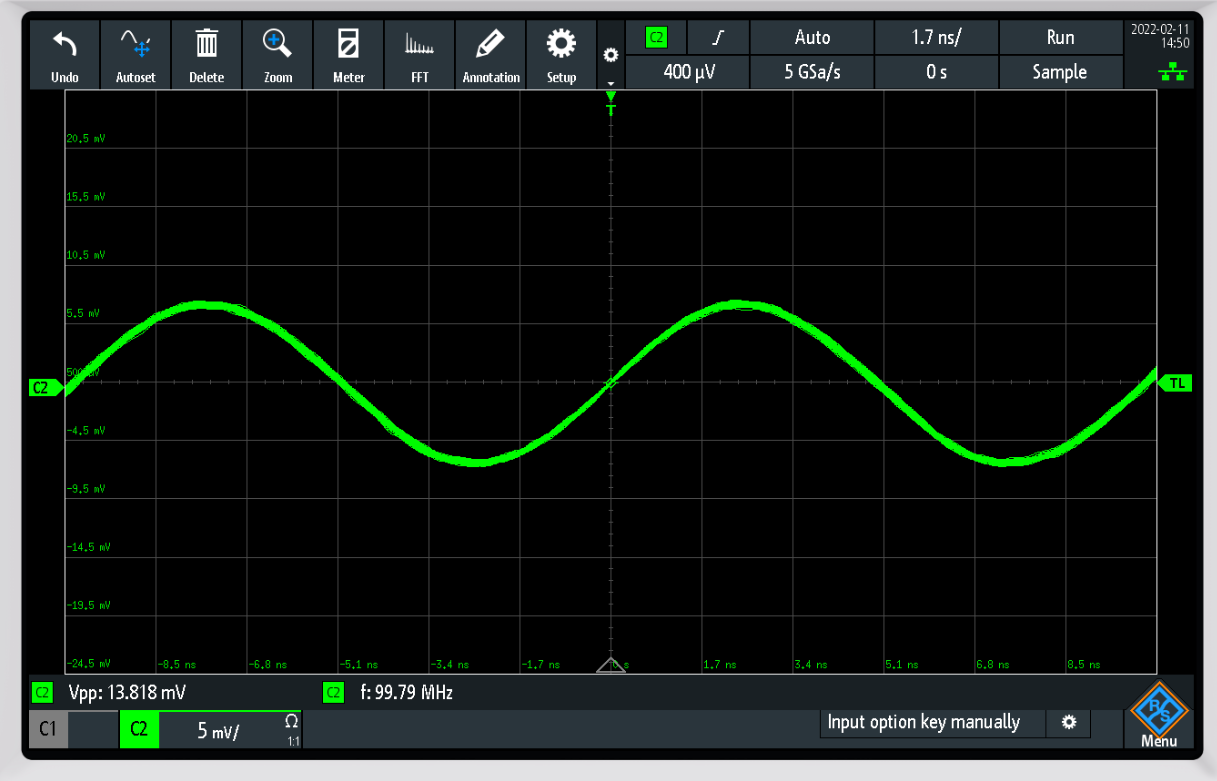 Undo
Autoset
Delete
Zoom
Meter
FFT
Annotation
Setup
C2
Auto
1.7 ns/
Run
400 µV
5 GSa/s
0 s
Sample
2022-02-11
14:50
T
20.5 mV
15.5 mV
10.5 mV
5.5 mV
500 µV
C2
TL
-4.5 mV
-9.5 mV
-14.5 mV
-19.5 mV
-24.5 mV
-8.5 ns
-6.8 ns
-5.1 ns
-3.4 ns
-1.7 ns
0 s
1.7 ns
3.4 ns
5.1 ns
6.8 ns
8.5 ns
C2 Vpp: 13.818 mV
C2 f: 99.79 MHz
C1
C2
5 mV/
Ω
1:1
Input option key manually
R&S
Menu